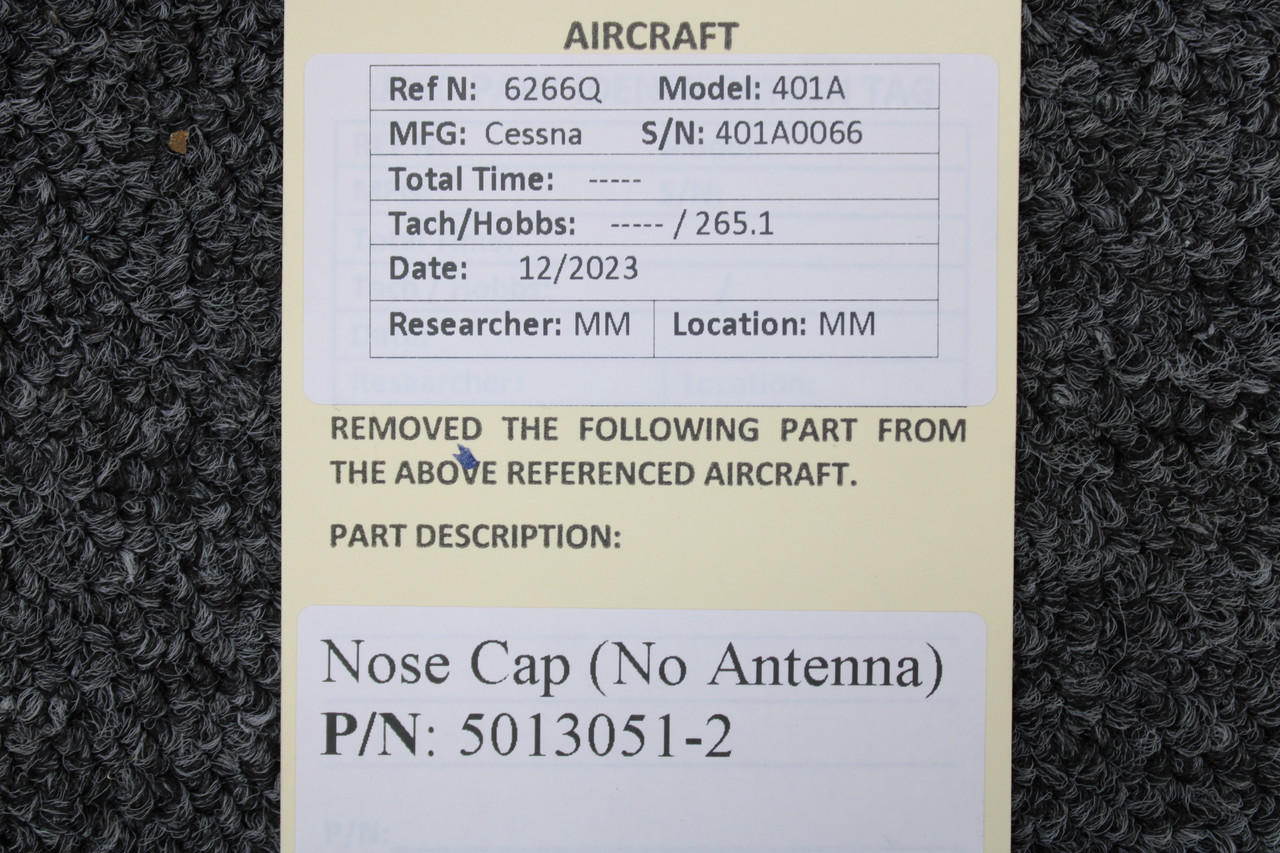 AIRCRAFT
Ref N: 6266Q Model: 401A
MFG: Cessna S/N: 401A0066
Total Time: -----
Tach/Hobbs: ----- / 265.1
Date: 12/2023
Researcher: MM Location: MM
REMOVED THE FOLLOWING PART FROM
THE ABOVE REFERENCED AIRCRAFT.
PART DESCRIPTION:
Nose Cap (No Antenna)
P/N: 5013051-2
P/N: